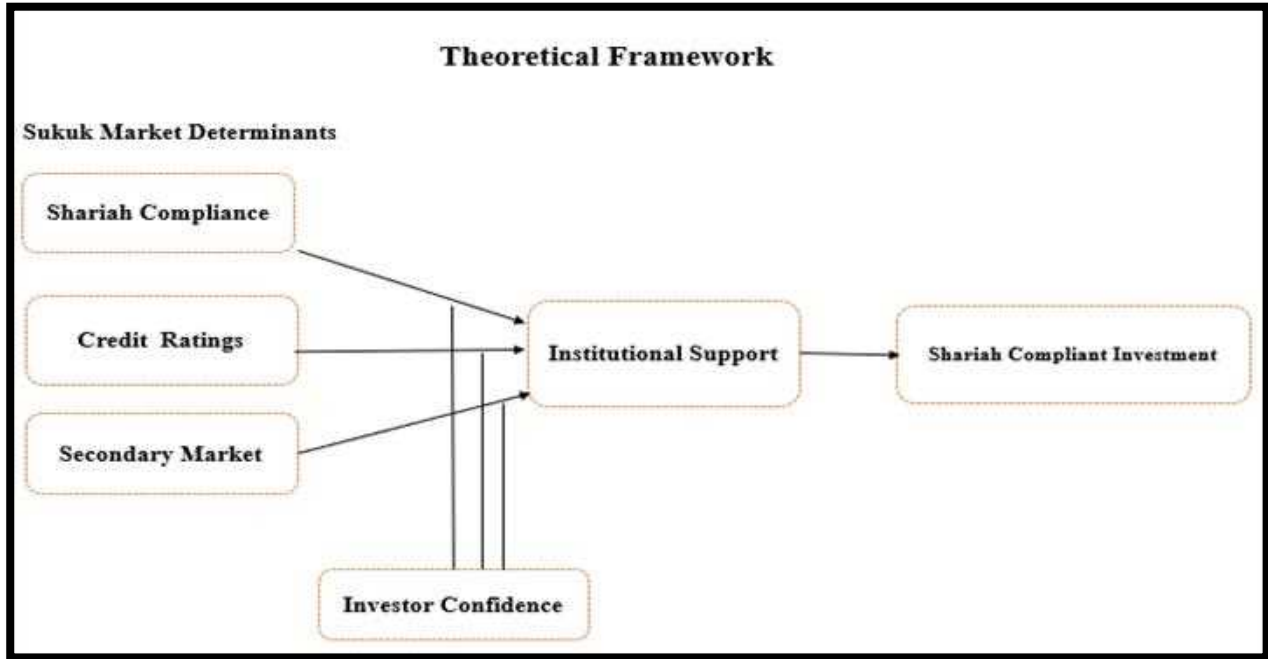 Theoretical Framework
Sukuk Market Determinants
Shariah Compliance
Credit Ratings
Institutional Support
Shariah Compliant Investment
Secondary Market
Investor Confidence